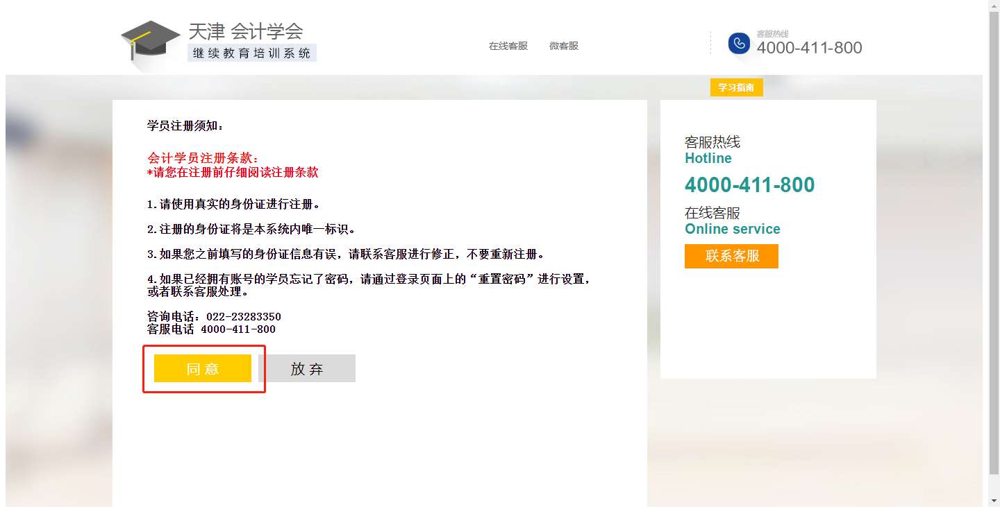 天津 会计学会
继续教育培训系统
在线客服
微客服
客服热线
4000-411-800
学习指南
学员注册须知：
会计学员注册条款：
*请您在注册前仔细阅读注册条款
1.请使用真实的身份证进行注册。
2.注册的身份证将是本系统内唯一标识。
3.如果您之前填写的身份证信息有误，请联系客服进行修正，不要重新注册。
4.如果已经拥有账号的学员忘记了密码，请通过登录页面上的“重置密码”进行设置，
或者联系客服处理。
咨询电话：022-23283350
客服电话 4000-411-800
同 意
放 弃
客服热线
Hotline
4000-411-800
在线客服
Online service
联系客服